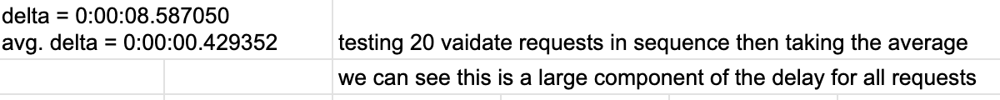 delta = 0:00:08.587050
avg. delta = 0:00:00.429352
testing 20 vaidate requests in sequence then taking the average
we can see this is a large component of the delay for all requests